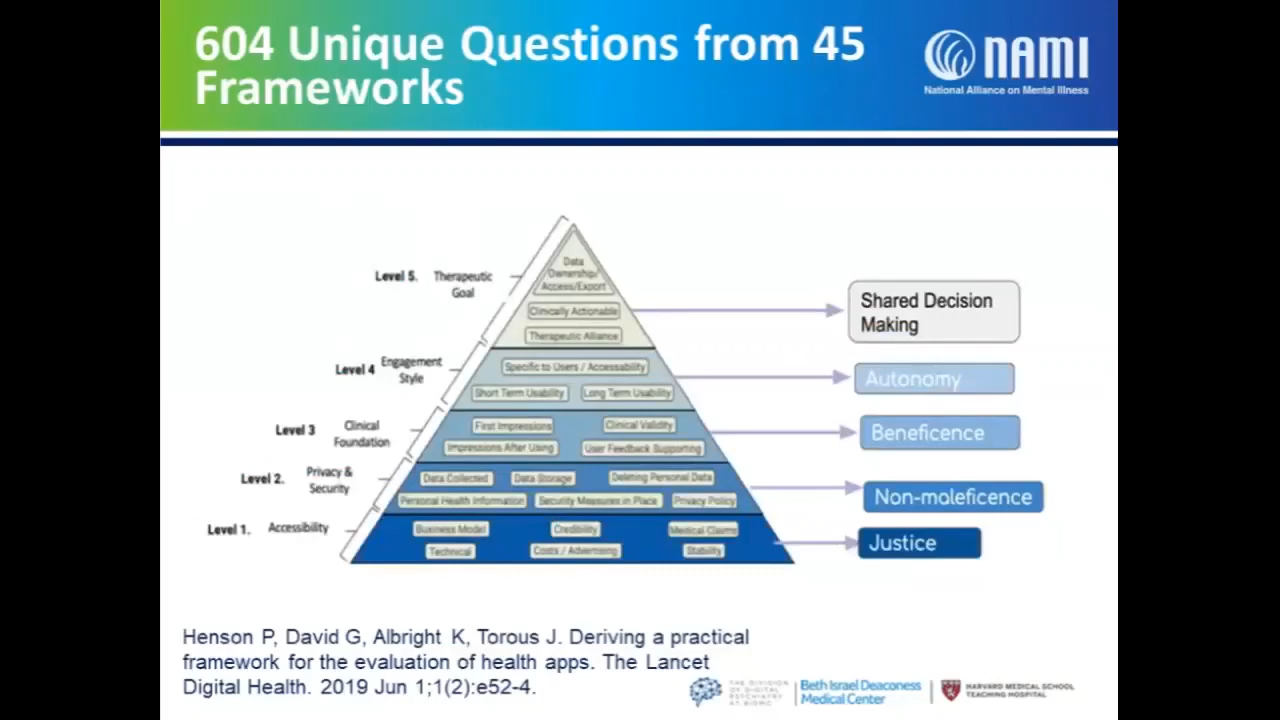 604 Unique Questions from 45
Frameworks
NAMI
National Alliance on Mental Illness
Level 5. Therapeutic
Goal
Data
Ownership/
Access/Export
Clinically Actionable
Therapeutic Alliance
Shared Decision
Making
Level 4 Engagement
Style
Specific to Users / Accessability
Short Term Usability Long Term Usability
Autonomy
Level 3 Clinical
Foundation
First Impressions Clinical Validity
Impressions After Using User Feedback Supporting
Beneficence
Level 2. Privacy &
Security
Data Collected Data Storage Deleting Personal Data
Personal Health Information Security Measures in Place Privacy Policy
Non-maleficence
Level 1. Accessibility
Business Model Credibility Medical Claims
Technical Costs / Advertising Stability
Justice
Henson P, David G, Albright K, Torous J. Deriving a practical
framework for the evaluation of health apps. The Lancet
Digital Health. 2019 Jun 1;1(2):e52-4.
THE DIVISION
OF DIGITAL
PSYCHIATRY
AT BIDMC
Beth Israel Deaconess
Medical Center
HARVARD MEDICAL SCHOOL
TEACHING HOSPITAL